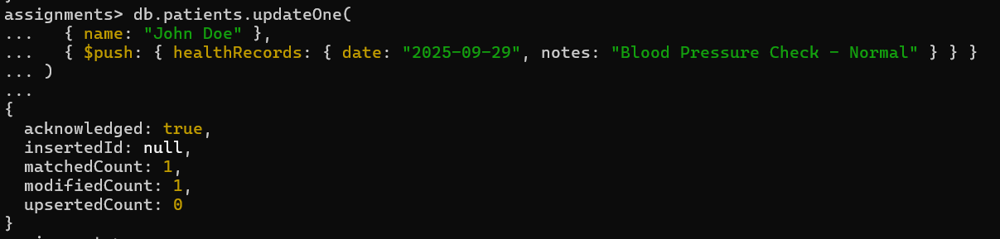 assignments> db.patients.updateOne(
...   { name: "John Doe" },
...   { $push: { healthRecords: { date: "2025-09-29", notes: "Blood Pressure Check - Normal" } } }
... )
...
{
  acknowledged: true,
  insertedId: null,
  matchedCount: 1,
  modifiedCount: 1,
  upsertedCount: 0
}